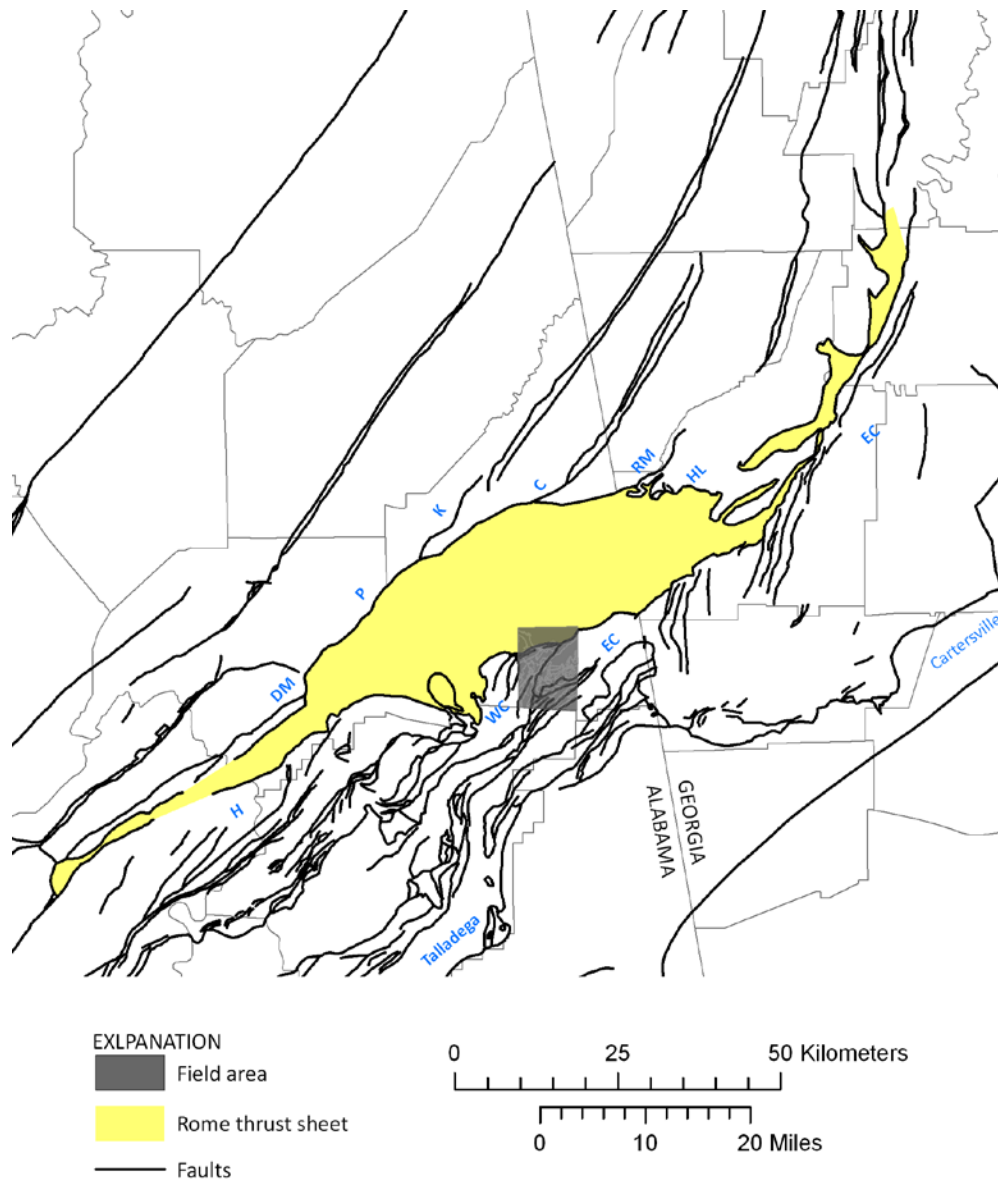 RM
HL
EC
K
C
P
EC
Cartersville
DM
WC
H
GEORGIA
ALABAMA
Talladega
EXLPANATION
Field area
Rome thrust sheet
Faults
0 25 50 Kilometers
0 10 20 Miles